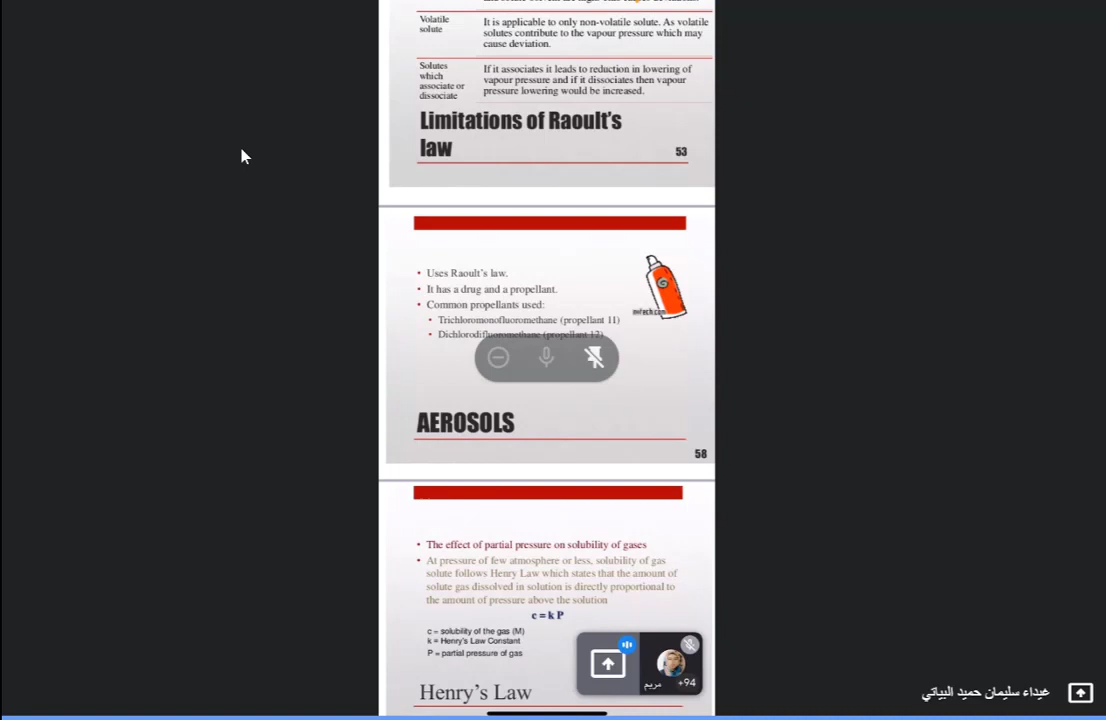 Volatile solute
It is applicable to only non-volatile solute. As volatile
solutes contribute to the vapour pressure which may
cause deviation.
Solutes which associate or dissociate
If it associates it leads to reduction in lowering of
vapour pressure and if it dissociates then vapour
pressure lowering would be increased.
Limitations of Raoult's
law
53
• Uses Raoult's law.
• It has a drug and a propellant.
• Common propellants used:
• Trichloromonofluoromethane (propellant 11)
• Dichlorodifluoromethane (propellant 12)
AEROSOLS
58
• The effect of partial pressure on solubility of gases
• At pressure of few atmosphere or less, solubility of gas
solute follows Henry Law which states that the amount of
solute gas dissolved in solution is directly proportional to
the amount of pressure above the solution
c = k P
c = solubility of the gas (M)
k = Henry's Law Constant
P = partial pressure of gas
Henry's Law
مريم
+94
غيداء سليمان حميد البياتي